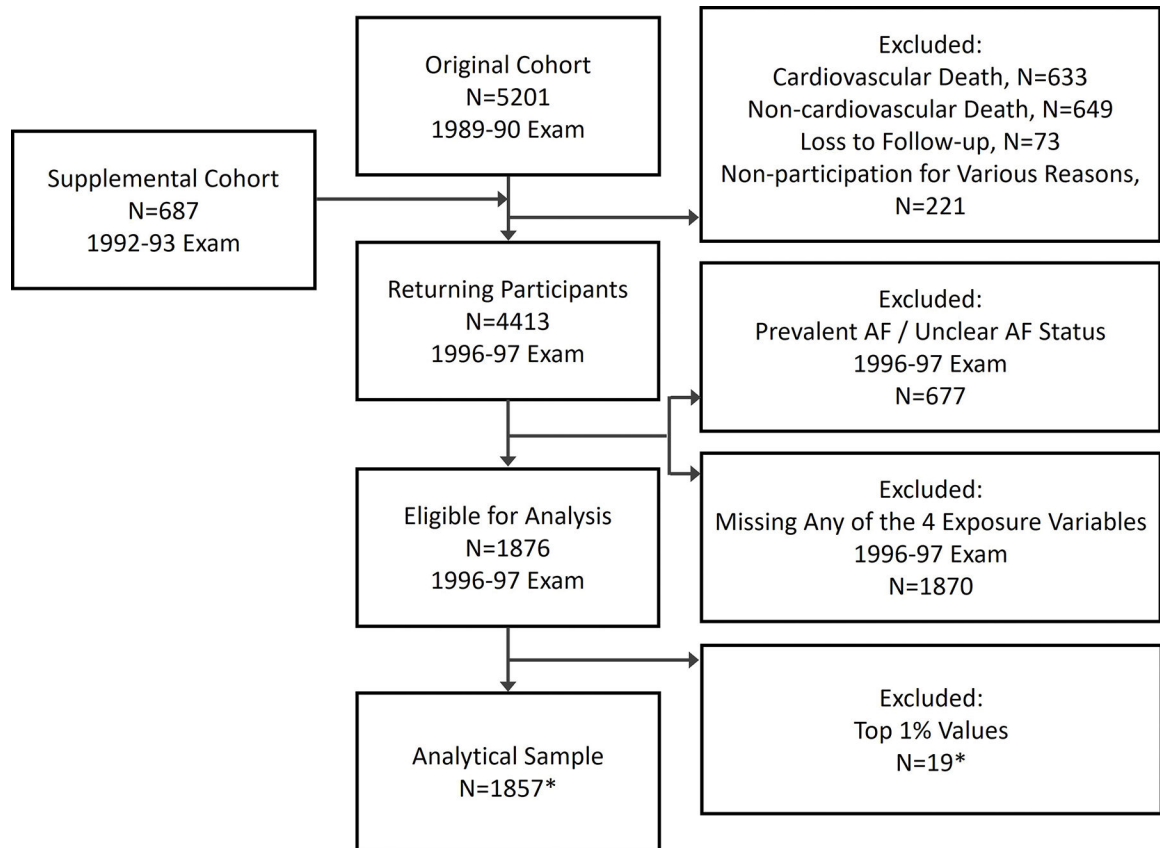 Original Cohort
N=5201
1989-90 Exam
Excluded:
Cardiovascular Death, N=633
Non-cardiovascular Death, N=649
Loss to Follow-up, N=73
Non-participation for Various Reasons,
N=221
Supplemental Cohort
N=687
1992-93 Exam
Returning Participants
N=4413
1996-97 Exam
Excluded:
Prevalent AF / Unclear AF Status
1996-97 Exam
N=677
Excluded:
Missing Any of the 4 Exposure Variables
1996-97 Exam
N=1870
Eligible for Analysis
N=1876
1996-97 Exam
Excluded:
Top 1% Values
N=19*
Analytical Sample
N=1857*